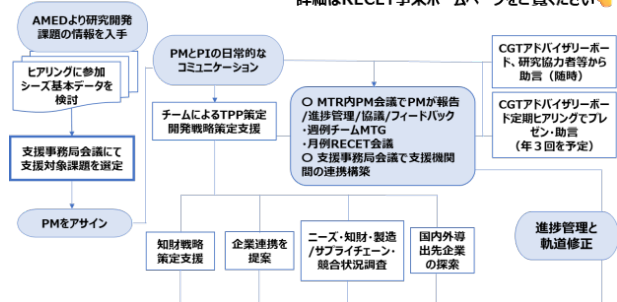 詳細はRECET事業ホームページをご覧ください
AMEDより研究開発
課題の情報を入手
ヒアリングに参加
シーズ基本データを
検討
支援事務局会議にて
支援対象課題を選定
PMをアサイン
PMとPIの日常的な
コミュニケーション
チームによるTPP策定
開発戦略策定支援
〇 MTR内PM会議でPMが報告
/進捗管理/協議/フィードバック
・週例チームMTG
・月例RECET会議
〇 支援事務局会議で支援機関
間の連携構築
CGTアドバイザリーボー
ド、研究協力者等から
助言（随時）
CGTアドバイザリーボー
ド定期ヒアリングでプレ
ゼン・助言
（年３回を予定）
知財戦略
策定支援
企業連携を
提案
ニーズ・知財・製造
/サプライチェーン・
競合状況調査
国内外導
出先企業
の探索
進捗管理と
軌道修正